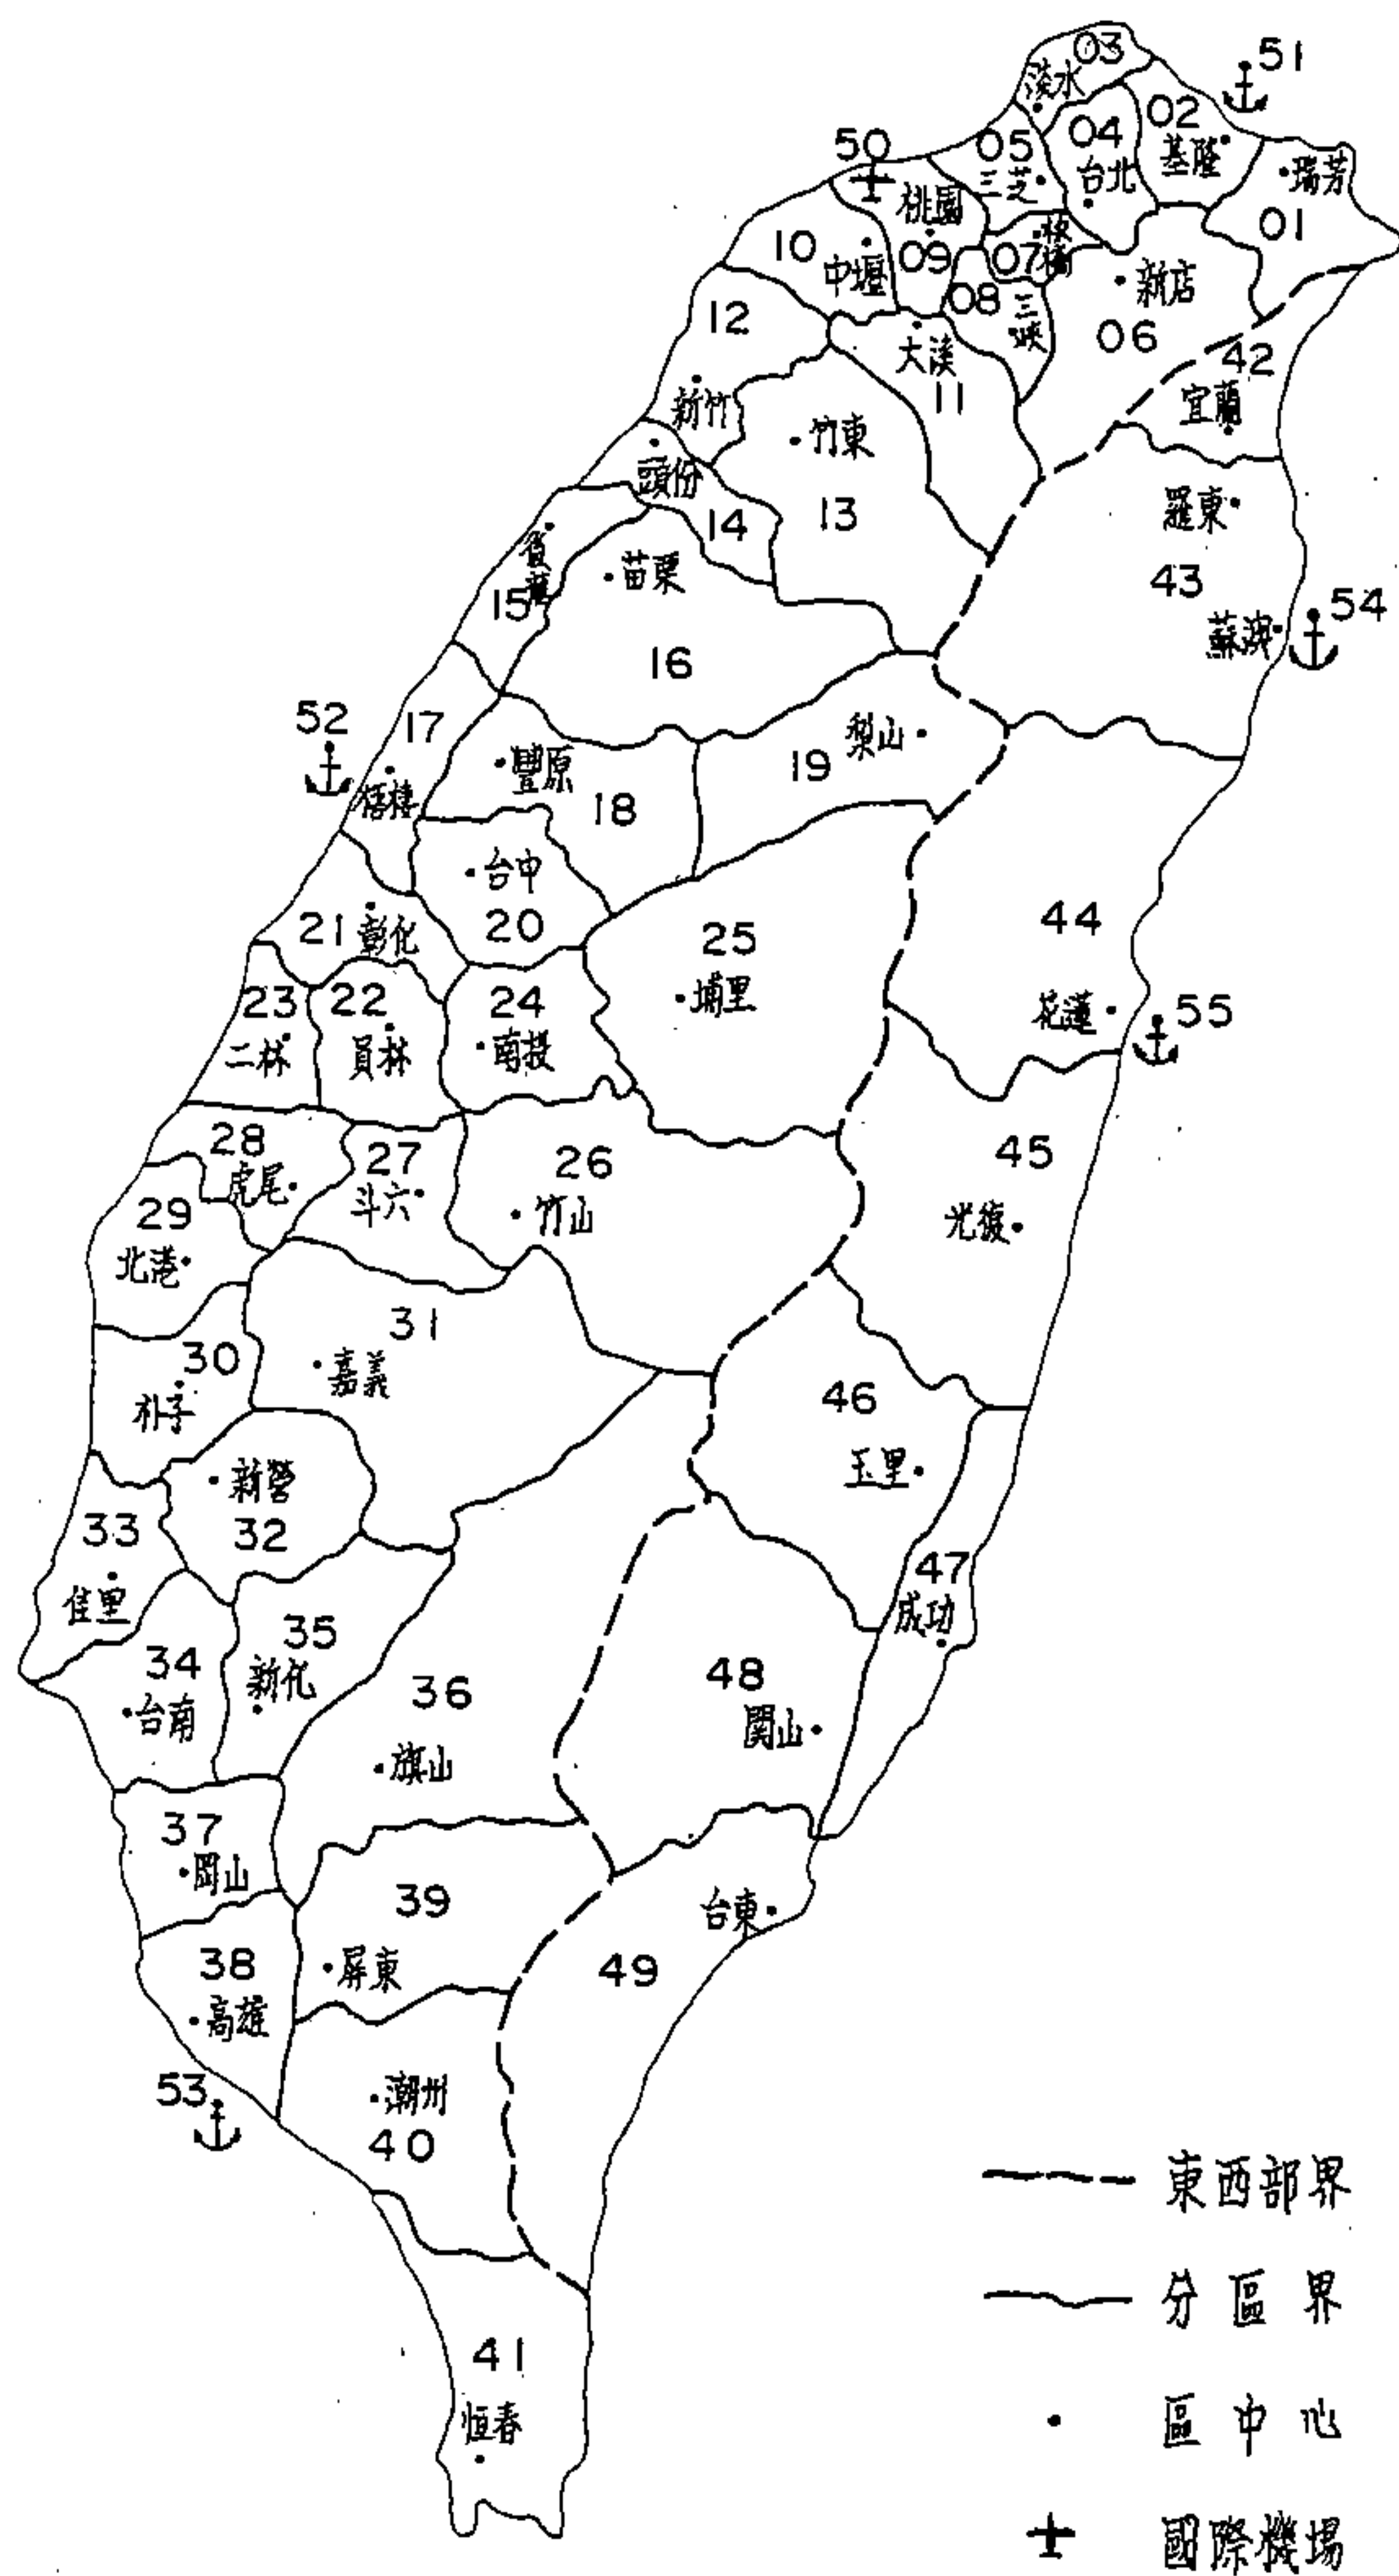 03
淡水
51
02
基隆
04
台北
05
三芝
50
瑞芳
01
桃園
09
10
中壢
07
板橋
08
三峽
新店
06
12
新竹
大溪
11
42
宜蘭
竹東
13
頭份
14
羅東
43
蘇澳
54
15
苗栗
16
52
17
梧棲
豐原
18
19
梨山
台中
20
21
彰化
25
埔里
44
花蓮
55
23
二林
22
員林
24
南投
28
虎尾
27
斗六
26
竹山
45
光復
29
北港
31
嘉義
30
朴子
46
玉里
新營
32
33
佳里
47
成功
35
新化
34
台南
36
旗山
48
関山
37
岡山
39
屏東
台東
49
38
高雄
53
潮州
40
41
恒春
東西部界
分區界
區中心
國際機場